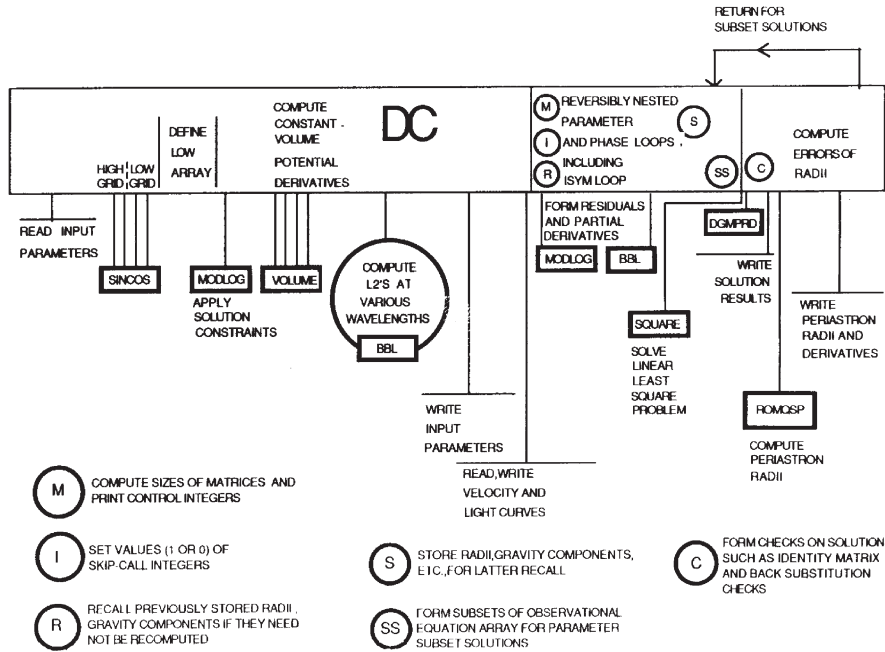 RETURN FOR
SUBSET SOLUTIONS
HIGH LOW
GRID GRID
DEFINE
LOW
ARRAY
COMPUTE
CONSTANT -
VOLUME
POTENTIAL
DERIVATIVES
DC
M
REVERSIBLY NESTED
PARAMETER
S
I
AND PHASE LOOPS ,
R
INCLUDING
ISYM LOOP
SS
C
COMPUTE
ERRORS OF
RADII
READ INPUT
PARAMETERS
SINCOS
MODLOG
APPLY
SOLUTION
CONSTRAINTS
VOLUME
COMPUTE
L2'S AT
VARIOUS
WAVELENGTHS
BBL
FORM RESIDUALS
AND PARTIAL
DERIVATIVES
MODLOG
BBL
DGMPRD
WRITE
SOLUTION
RESULTS
SQUARE
SOLVE
LINEAR
LEAST
SQUARE
PROBLEM
WRITE
PERIASTRON
RADII AND
DERIVATIVES
ROMQSP
COMPUTE
PERIASTRON
RADII
WRITE
INPUT
PARAMETERS
READ,WRITE
VELOCITY AND
LIGHT CURVES
M
COMPUTE SIZES OF MATRICES AND
PRINT CONTROL INTEGERS
I
SET VALUES (1 OR 0) OF
SKIP-CALL INTEGERS
R
RECALL PREVIOUSLY STORED RADII ,
GRAVITY COMPONENTS IF THEY NEED
NOT BE RECOMPUTED
S
STORE RADII,GRAVITY COMPONENTS,
ETC.,FOR LATTER RECALL
SS
FORM SUBSETS OF OBSERVATIONAL
EQUATION ARRAY FOR PARAMETER
SUBSET SOLUTIONS
C
FORM CHECKS ON SOLUTION
SUCH AS IDENTITY MATRIX
AND BACK SUBSTITUTION
CHECKS